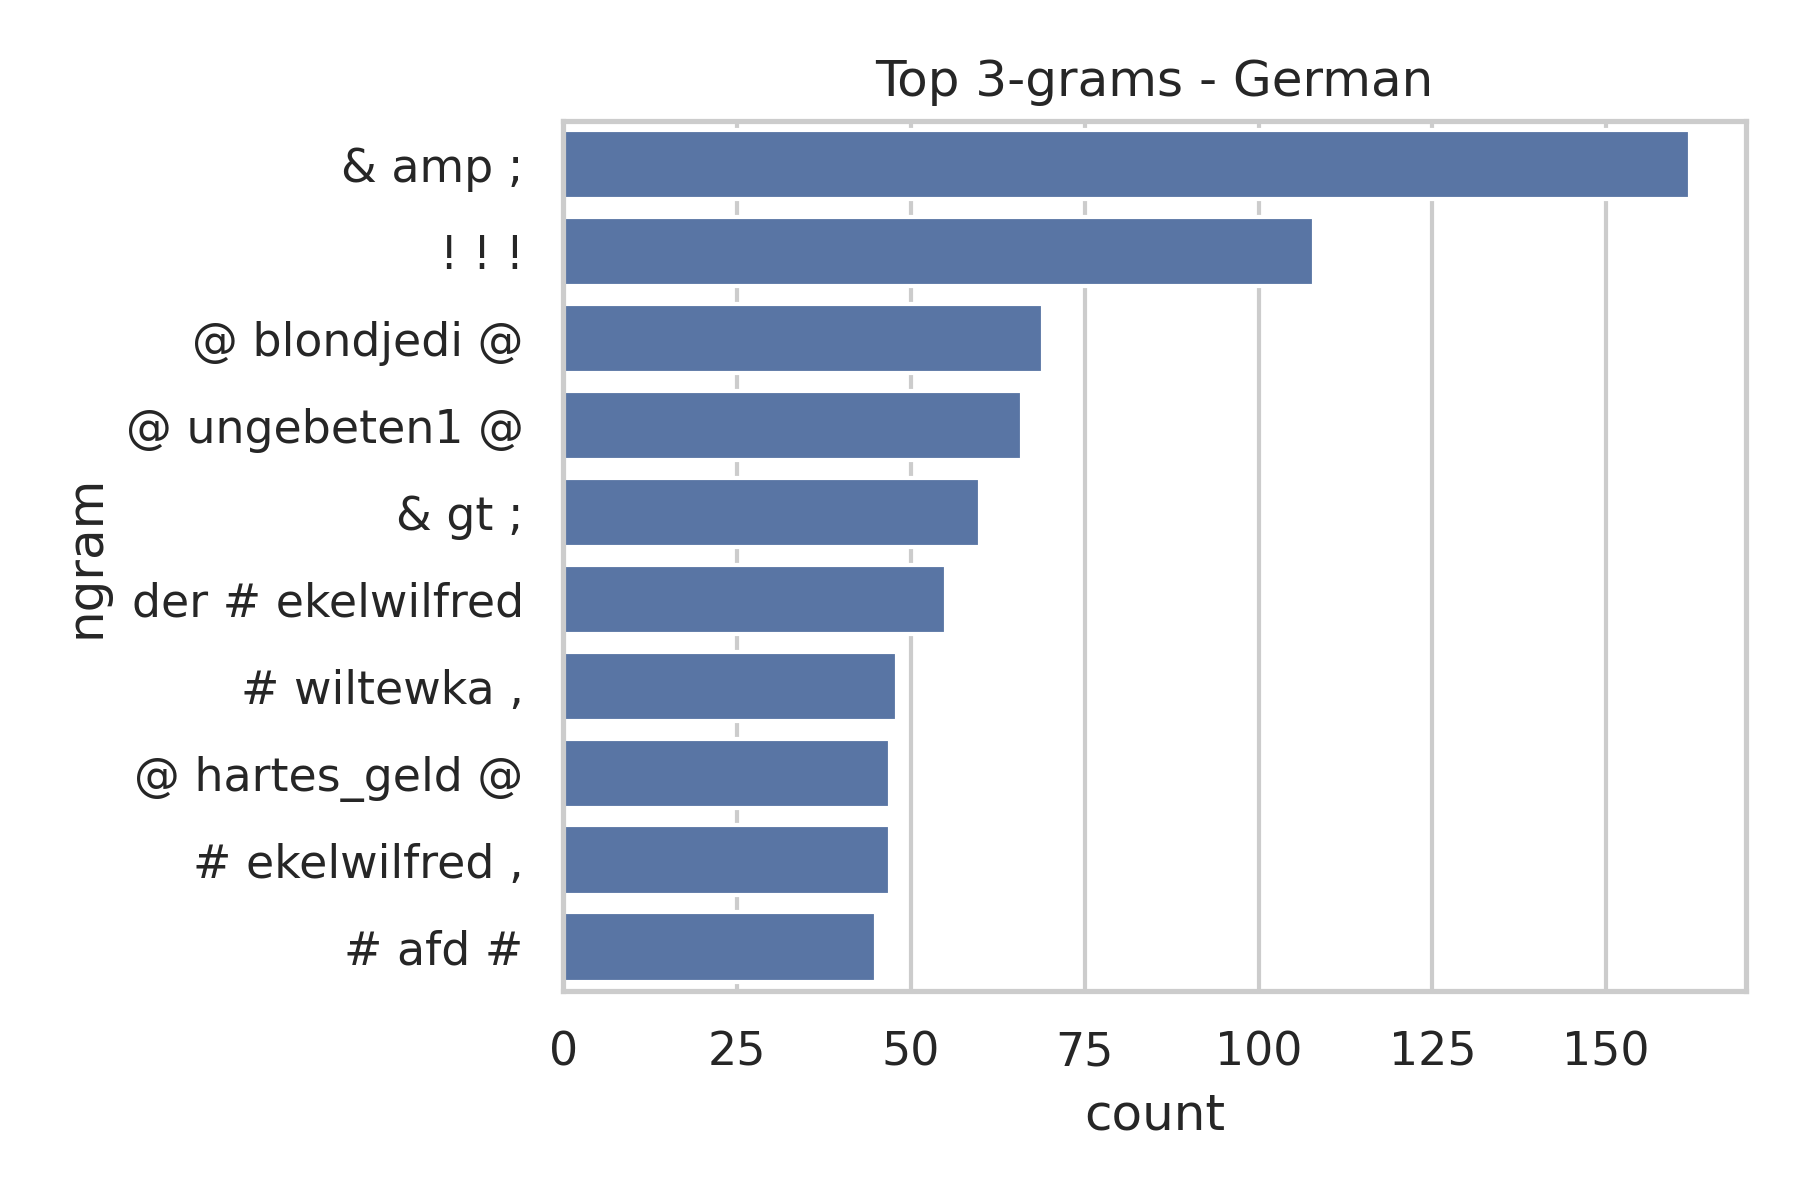 Top 3-grams - German
& amp ;
! ! !
@ blondjedi @
@ ungebeten1 @
& gt ;
der # ekelwilfred
# wiltewka ,
@ hartes_geld @
# ekelwilfred ,
# afd #
ngram
0 25 50 75 100 125 150
count